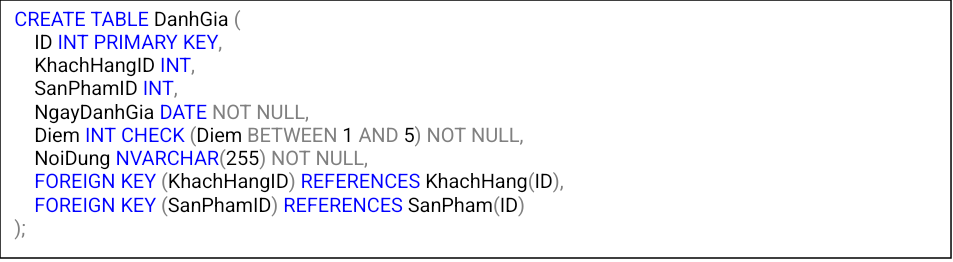 CREATE TABLE DanhGia (
ID INT PRIMARY KEY,
KhachHangID INT,
SanPhamID INT,
NgayDanhGia DATE NOT NULL,
Diem INT CHECK (Diem BETWEEN 1 AND 5) NOT NULL,
NoiDung NVARCHAR(255) NOT NULL,
FOREIGN KEY (KhachHangID) REFERENCES KhachHang(ID),
FOREIGN KEY (SanPhamID) REFERENCES SanPham(ID)
);